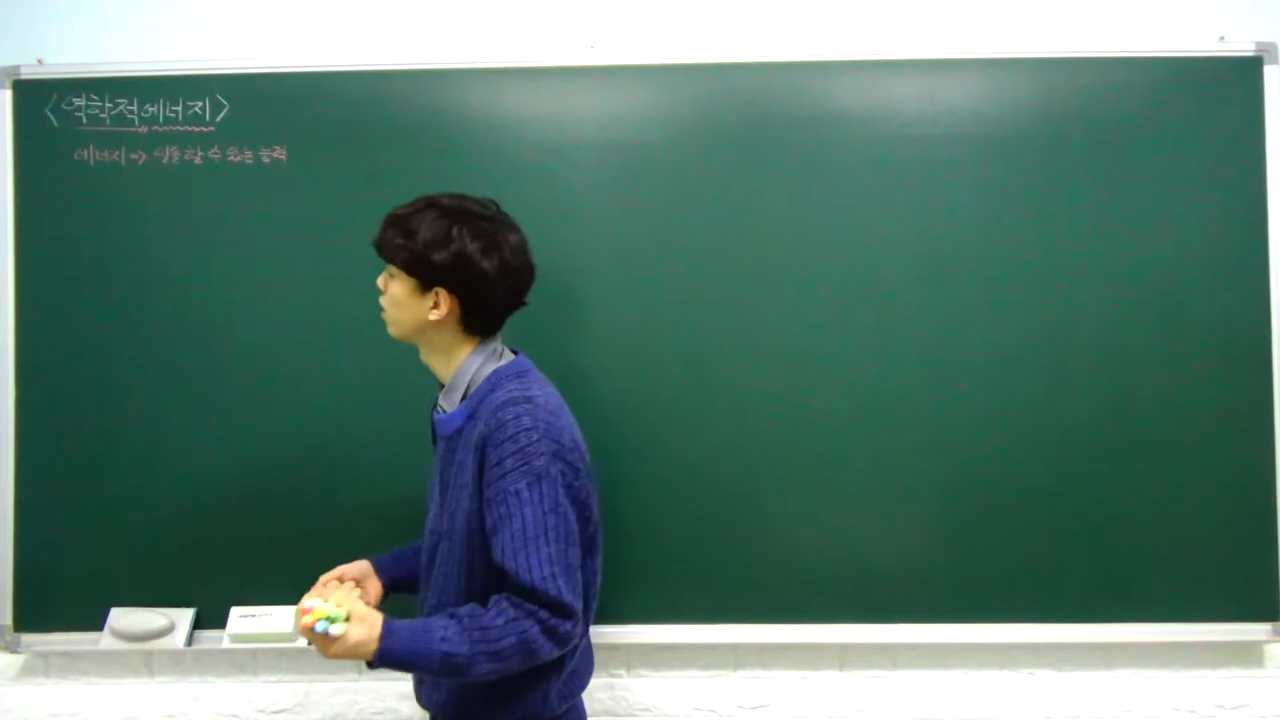 <역학적에너지>
에너지 => 일을 할 수 있는 능력